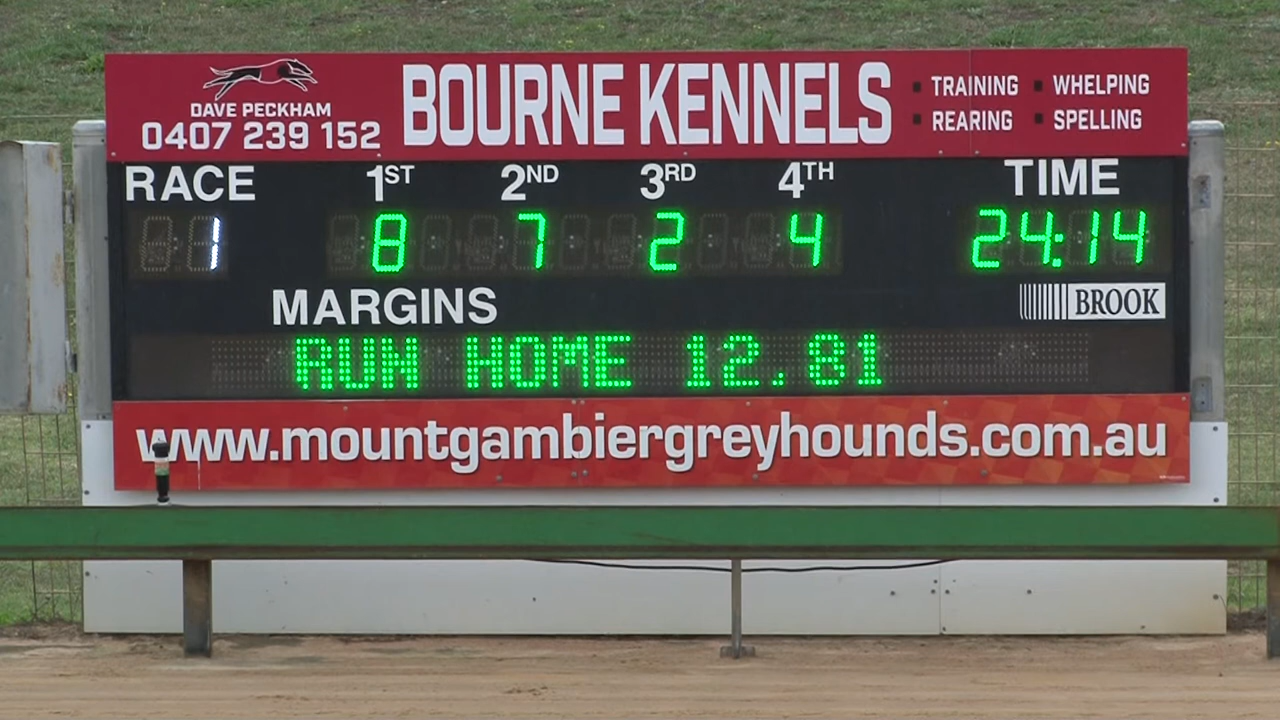 DAVE PECKHAM
0407 239 152
BOURNE KENNELS
TRAINING
WHELPING
REARING
SPELLING
RACE 1ST 2ND 3RD 4TH TIME
1 8 7 2 4 24:14
MARGINS
BROOK
RUN HOME 12.81
www.mountgambiergreyhounds.com.au